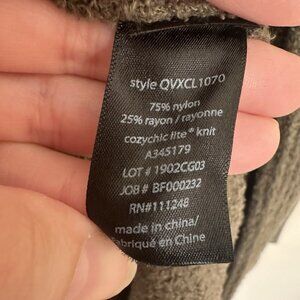 style QVXCL1070
75% nylon
25% rayon / rayonne
cozychic lite® knit
A345179
LOT # 1902CG03
JOB # BF000232
RN#111248
made in china/
fabriqué en Chine